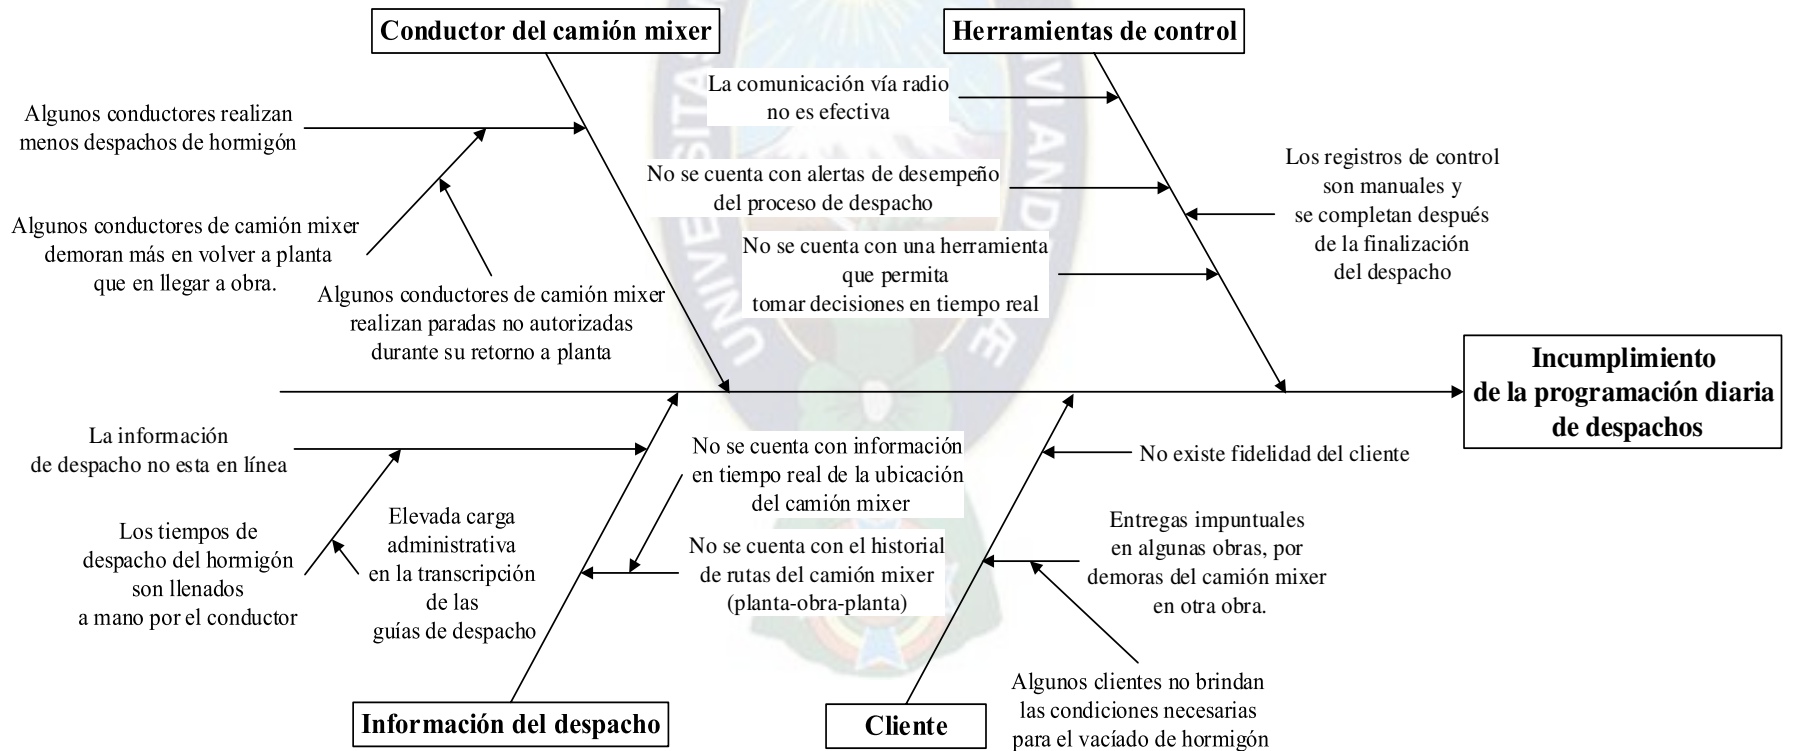 Conductor del camión mixer
Herramientas de control
La comunicación vía radio
no es efectiva
Algunos conductores realizan
menos despachos de hormigón
No se cuenta con alertas de desempeño
del proceso de despacho
Los registros de control
son manuales y
se completan después
de la finalización
del despacho
Algunos conductores de camión mixer
demoran más en volver a planta
que en llegar a obra.
No se cuenta con una herramienta
que permita
tomar decisiones en tiempo real
Algunos conductores de camión mixer
realizan paradas no autorizadas
durante su retorno a planta
Incumplimiento
de la programación diaria
de despachos
La información
de despacho no esta en línea
No se cuenta con información
en tiempo real de la ubicación
del camión mixer
No existe fidelidad del cliente
Los tiempos de
despacho del hormigón
son llenados
a mano por el conductor
Elevada carga
administrativa
en la transcripción
de las
guías de despacho
No se cuenta con el historial
de rutas del camión mixer
(planta-obra-planta)
Entregas impuntuales
en algunas obras, por
demoras del camión mixer
en otra obra.
Algunos clientes no brindan
las condiciones necesarias
para el vacíado de hormigón
Información del despacho
Cliente